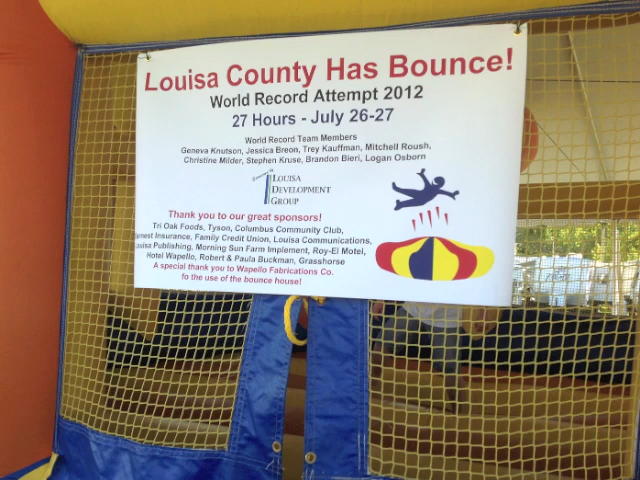 Louisa County Has Bounce!
World Record Attempt 2012
27 Hours - July 26-27
World Record Team Members
Geneva Knutson, Jessica Breon, Trey Kauffman, Mitchell Roush,
Christine Milder, Stephen Kruse, Brandon Bieri, Logan Osborn
LOUISA
DEVELOPMENT
GROUP
Thank you to our great sponsors!
Tri Oak Foods, Tyson, Columbus Community Club,
Insurance, Family Credit Union, Louisa Communications,
Publishing, Morning Sun Farm Implement, Roy-El Motel,
Hotel Wapello, Robert & Paula Buckman, Grasshorse
A special thank you to Wapello Fabrications Co.
fo the use of the bounce house!